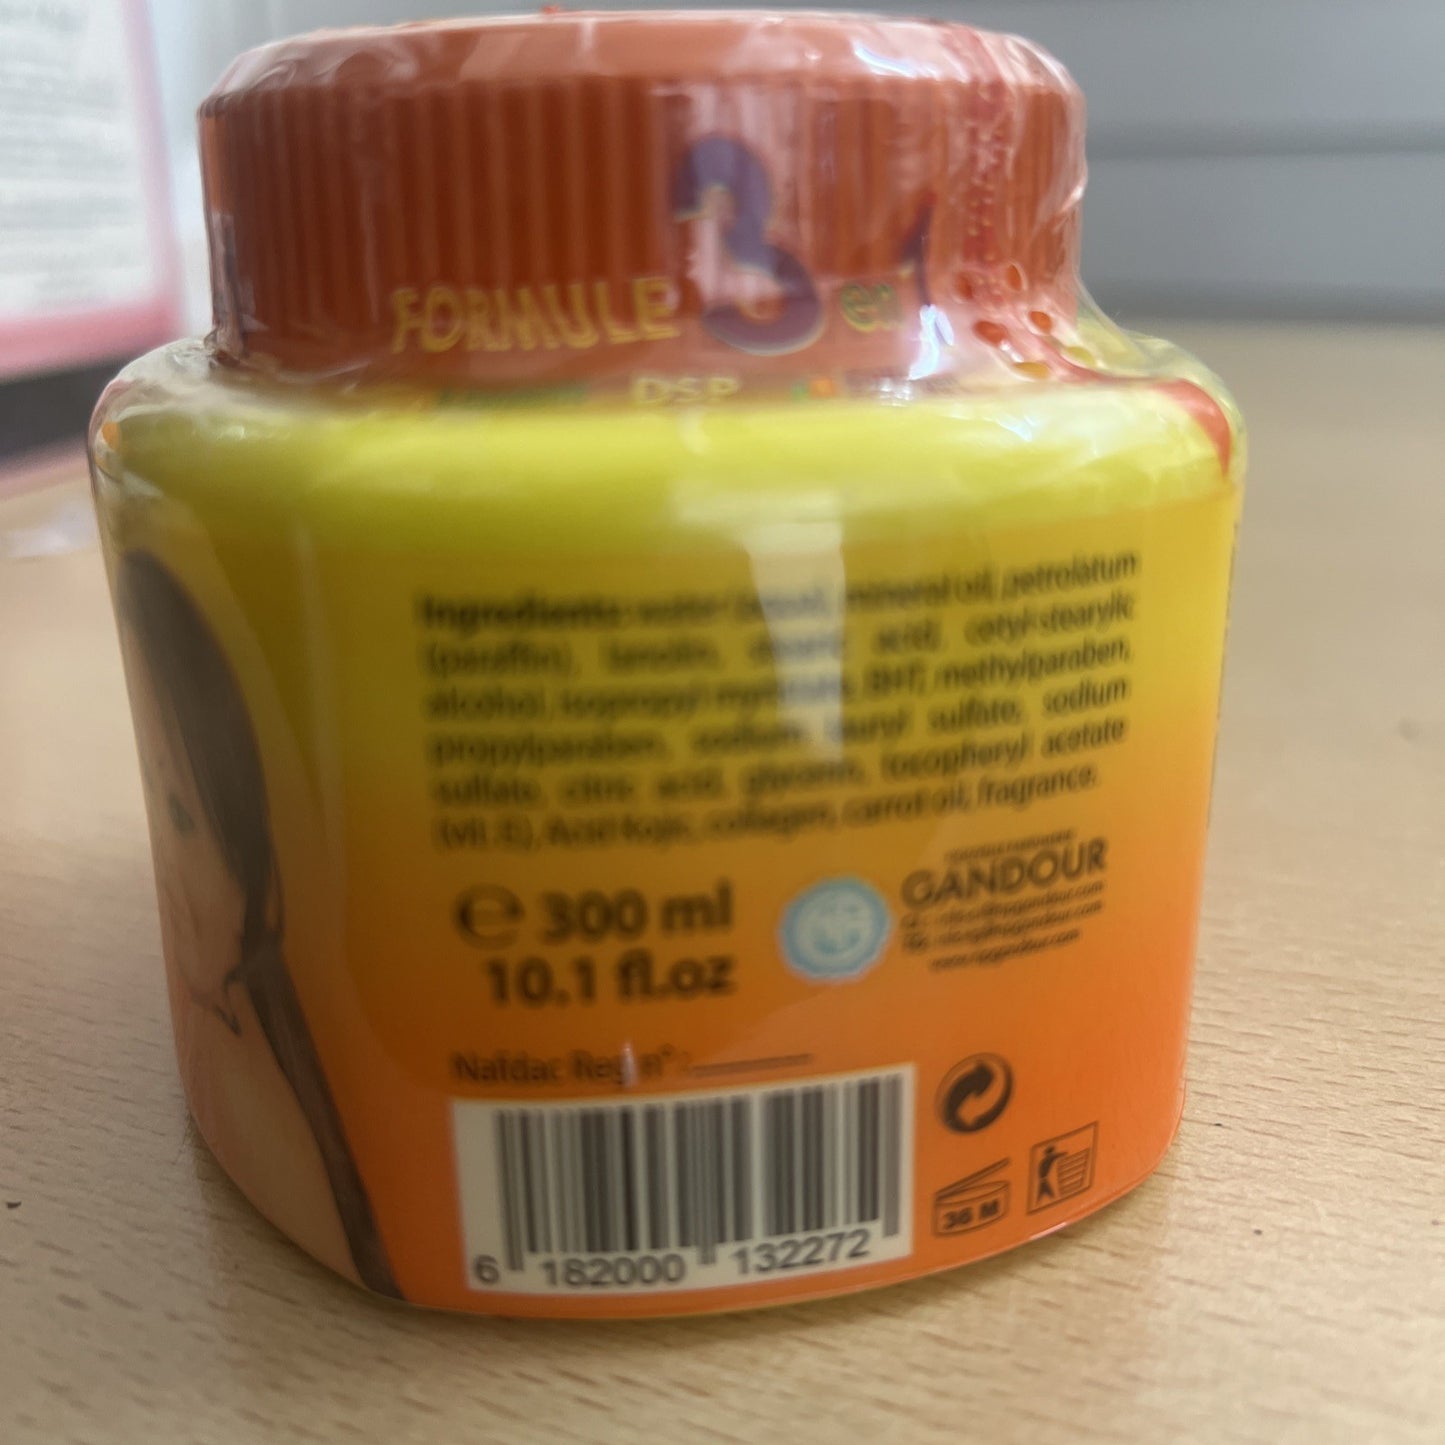 FORMULE 3 en 1
DSP
Ingredients: water (aqua), mineral oil, petrolatum
(paraffin), lanolin, stearic acid, cetyl-stearylic
alcohol, isopropyl myristate, BHT, methylparaben,
propylparaben, sodium lauryl sulfate, sodium
sulfate, citric acid, glycerin, tocopheryl acetate
(vit. E), Acid Kojic, collagen, carrot oil, fragrance.
e 300 ml
10.1 fl.oz
GANDOUR
Nafdac Reg n° :
36 M
6 182000 132272